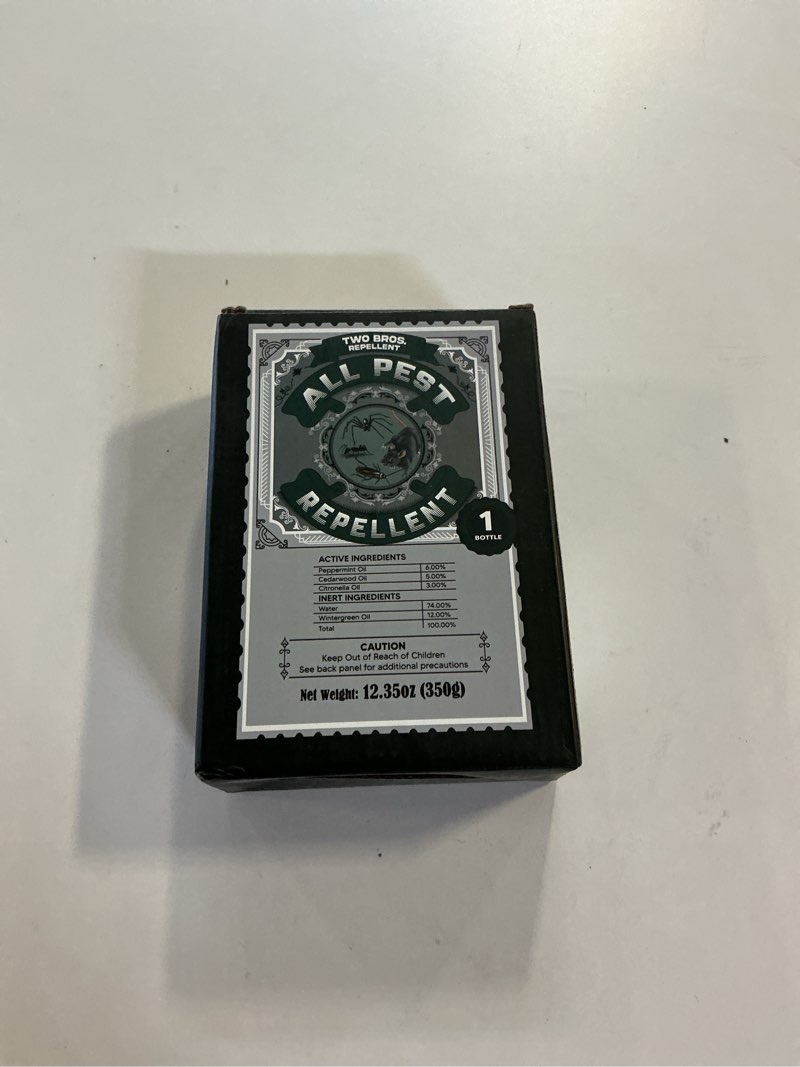 TWO BROS.
REPELLENT
ALL PEST
REPELLENT
1
BOTTLE
ACTIVE INGREDIENTS
Peppermint Oil 6.00%
Cedarwood Oil 5.00%
Citronella Oil 3.00%
INERT INGREDIENTS
Water 74.00%
Wintergreen Oil 12.00%
Total 100.00%
CAUTION
Keep Out of Reach of Children
See back panel for additional precautions
Net Weight: 12.35oz (350g)